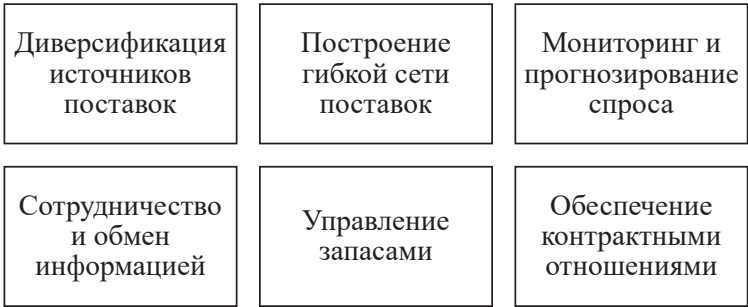 Диверсификация
источников
поставок
Построение
гибкой сети
поставок
Мониторинг и
прогнозирование
спроса
Сотрудничество
и обмен
информацией
Управление
запасами
Обеспечение
контрактными
отношениями